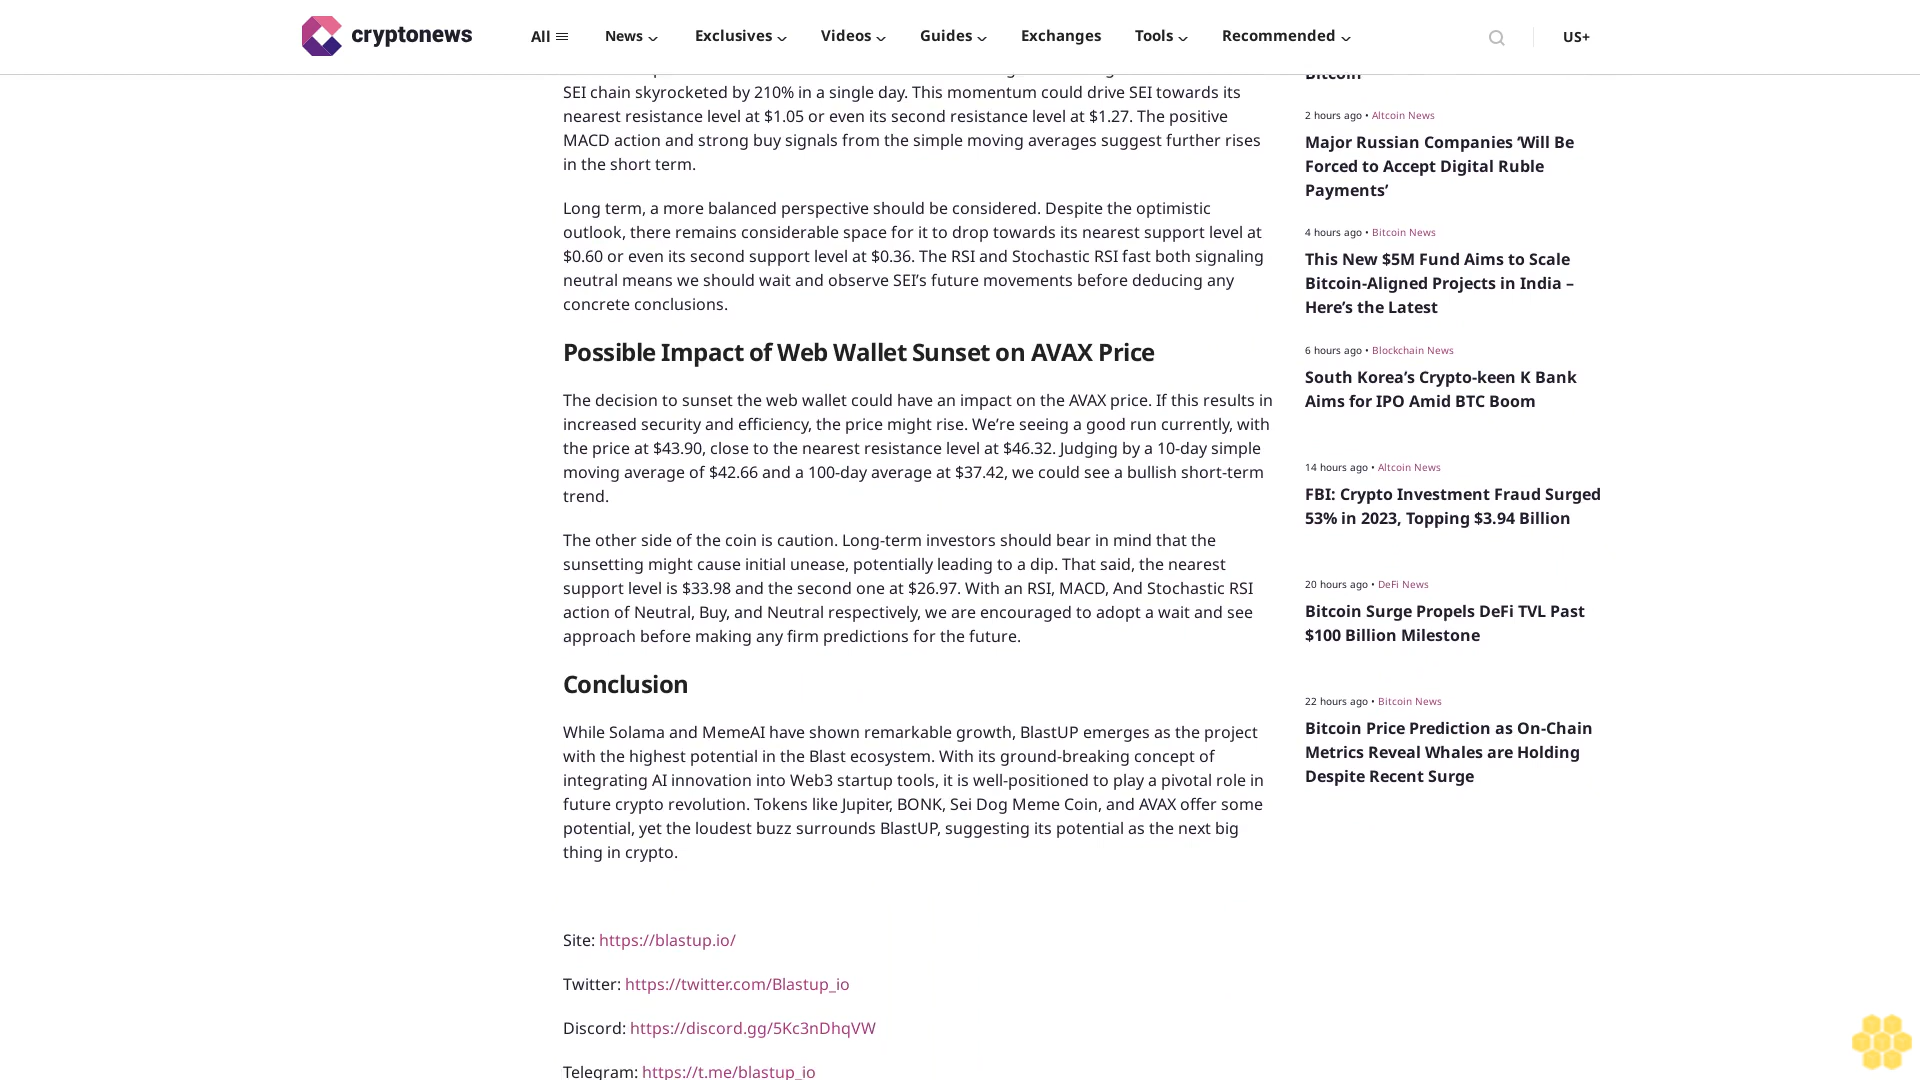 cryptonews
All
News
Exclusives
Videos
Guides
Exchanges
Tools
Recommended
US+
SEI chain skyrocketed by 210% in a single day. This momentum could drive SEI towards its
nearest resistance level at $1.05 or even its second resistance level at $1.27. The positive
MACD action and strong buy signals from the simple moving averages suggest further rises
in the short term.
Long term, a more balanced perspective should be considered. Despite the optimistic
outlook, there remains considerable space for it to drop towards its nearest support level at
$0.60 or even its second support level at $0.36. The RSI and Stochastic RSI fast both signaling
neutral means we should wait and observe SEI’s future movements before deducing any
concrete conclusions.
Possible Impact of Web Wallet Sunset on AVAX Price
The decision to sunset the web wallet could have an impact on the AVAX price. If this results in
increased security and efficiency, the price might rise. We’re seeing a good run currently, with
the price at $43.90, close to the nearest resistance level at $46.32. Judging by a 10-day simple
moving average of $42.66 and a 100-day average at $37.42, we could see a bullish short-term
trend.
The other side of the coin is caution. Long-term investors should bear in mind that the
sunsetting might cause initial unease, potentially leading to a dip. That said, the nearest
support level is $33.98 and the second one at $26.97. With an RSI, MACD, And Stochastic RSI
action of Neutral, Buy, and Neutral respectively, we are encouraged to adopt a wait and see
approach before making any firm predictions for the future.
Conclusion
While Solama and MemeAI have shown remarkable growth, BlastUP emerges as the project
with the highest potential in the Blast ecosystem. With its ground-breaking concept of
integrating AI innovation into Web3 startup tools, it is well-positioned to play a pivotal role in
future crypto revolution. Tokens like Jupiter, BONK, Sei Dog Meme Coin, and AVAX offer some
potential, yet the loudest buzz surrounds BlastUP, suggesting its potential as the next big
thing in crypto.
Site: https://blastup.io/
Twitter: https://twitter.com/Blastup_io
Discord: https://discord.gg/5Kc3nDhqVW
Telegram: https://t.me/blastup_io
Bitcoin
2 hours ago • Altcoin News
Major Russian Companies ‘Will Be
Forced to Accept Digital Ruble
Payments’
4 hours ago • Bitcoin News
This New $5M Fund Aims to Scale
Bitcoin-Aligned Projects in India –
Here’s the Latest
6 hours ago • Blockchain News
South Korea’s Crypto-keen K Bank
Aims for IPO Amid BTC Boom
14 hours ago • Altcoin News
FBI: Crypto Investment Fraud Surged
53% in 2023, Topping $3.94 Billion
20 hours ago • DeFi News
Bitcoin Surge Propels DeFi TVL Past
$100 Billion Milestone
22 hours ago • Bitcoin News
Bitcoin Price Prediction as On-Chain
Metrics Reveal Whales are Holding
Despite Recent Surge